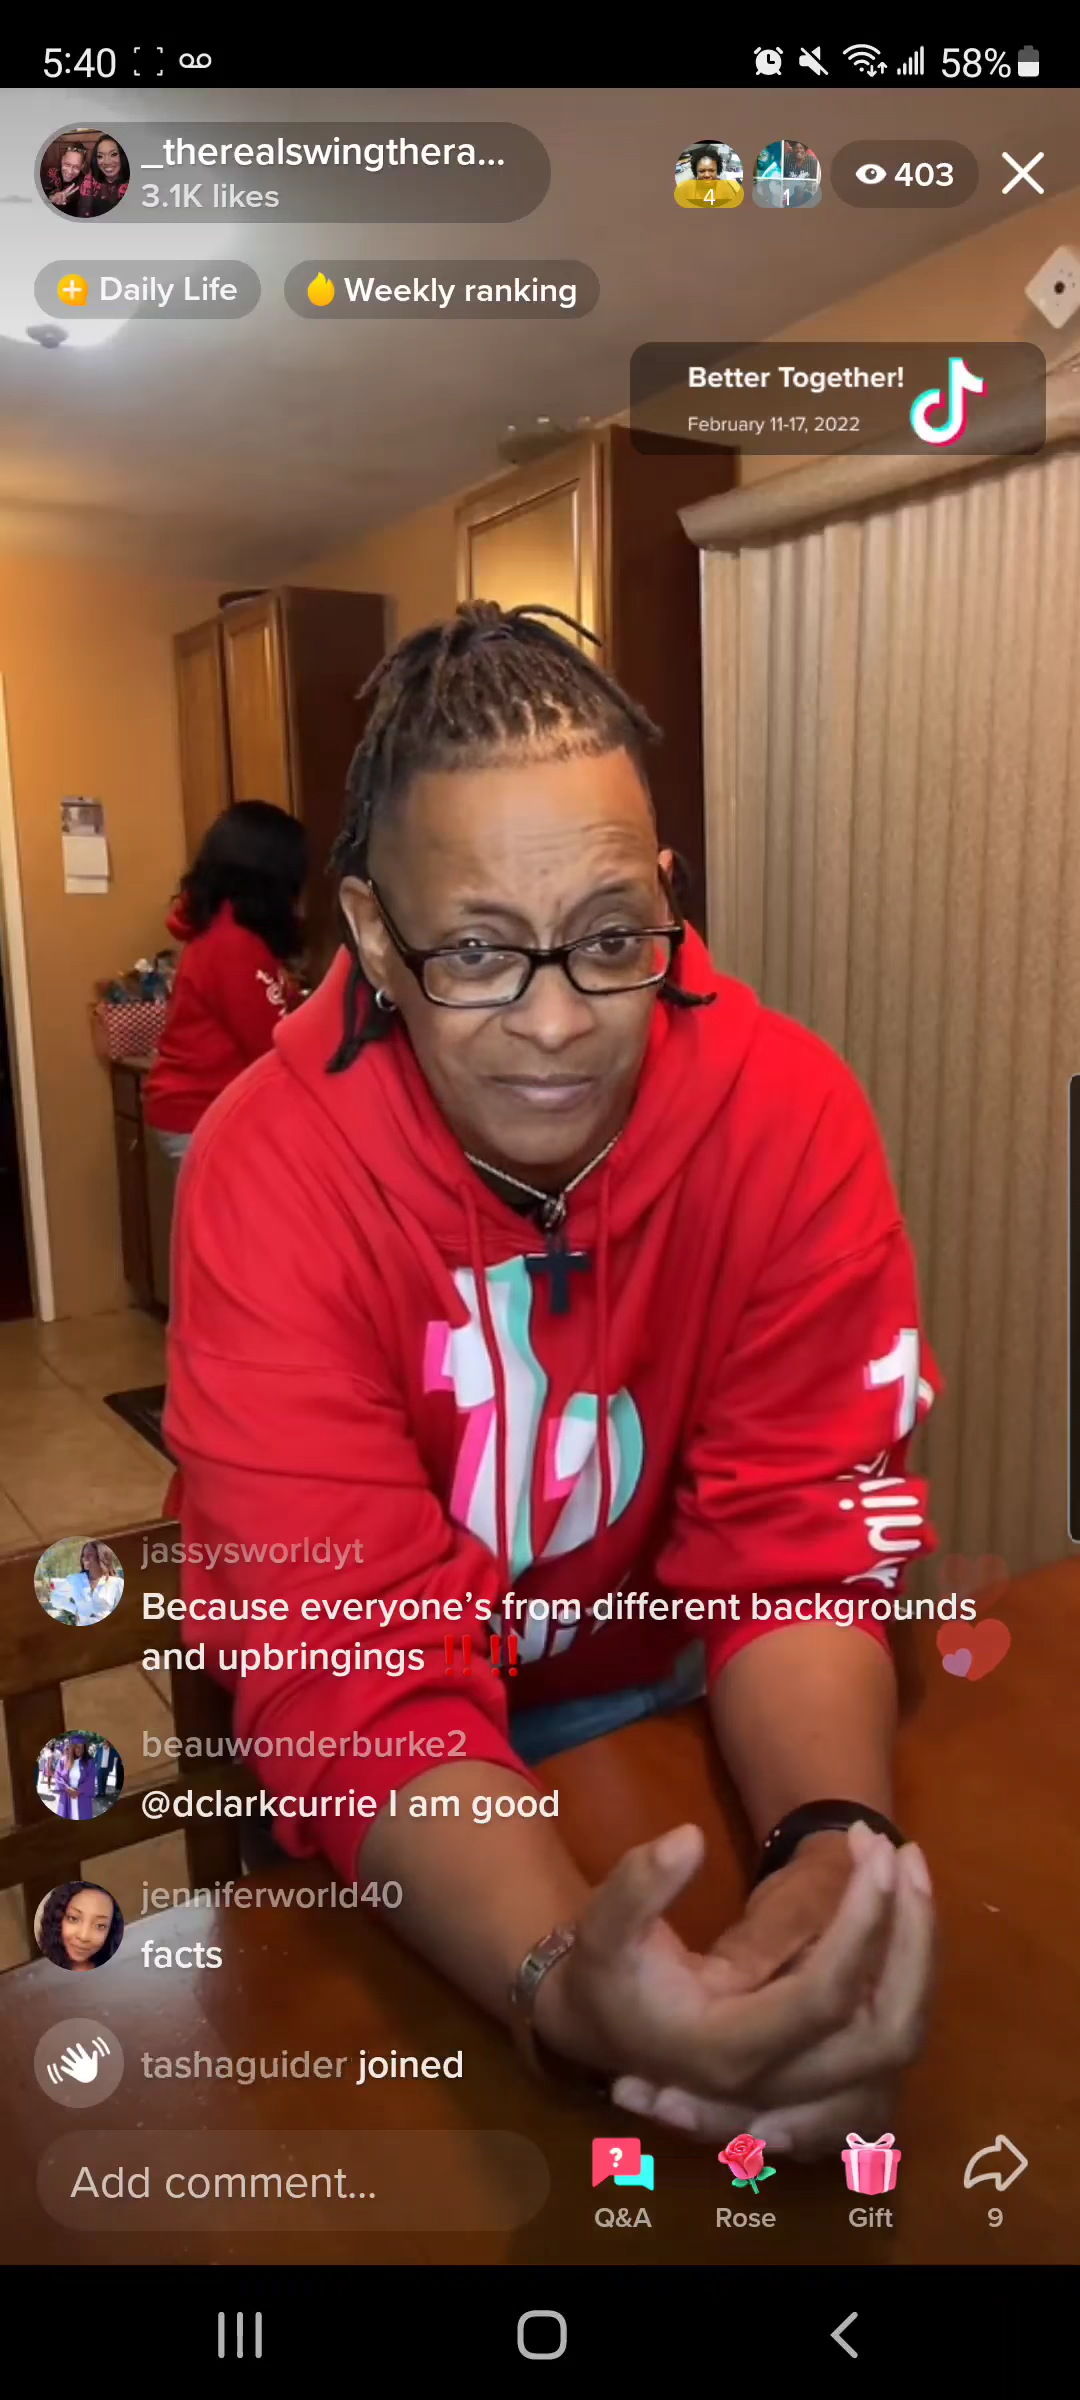 5:40
58%
_therealswingthera...
3.1K likes
4
1
403
Daily Life
Weekly ranking
Better Together!
February 11-17, 2022
jassysworldyt
Because everyone’s from different backgrounds
and upbringings ‼️ ‼️
beauwonderburke2
@dclarkcurrie I am good
jenniferworld40
facts
tashaguider joined
Add comment...
?
Q&A
Rose
Gift
9